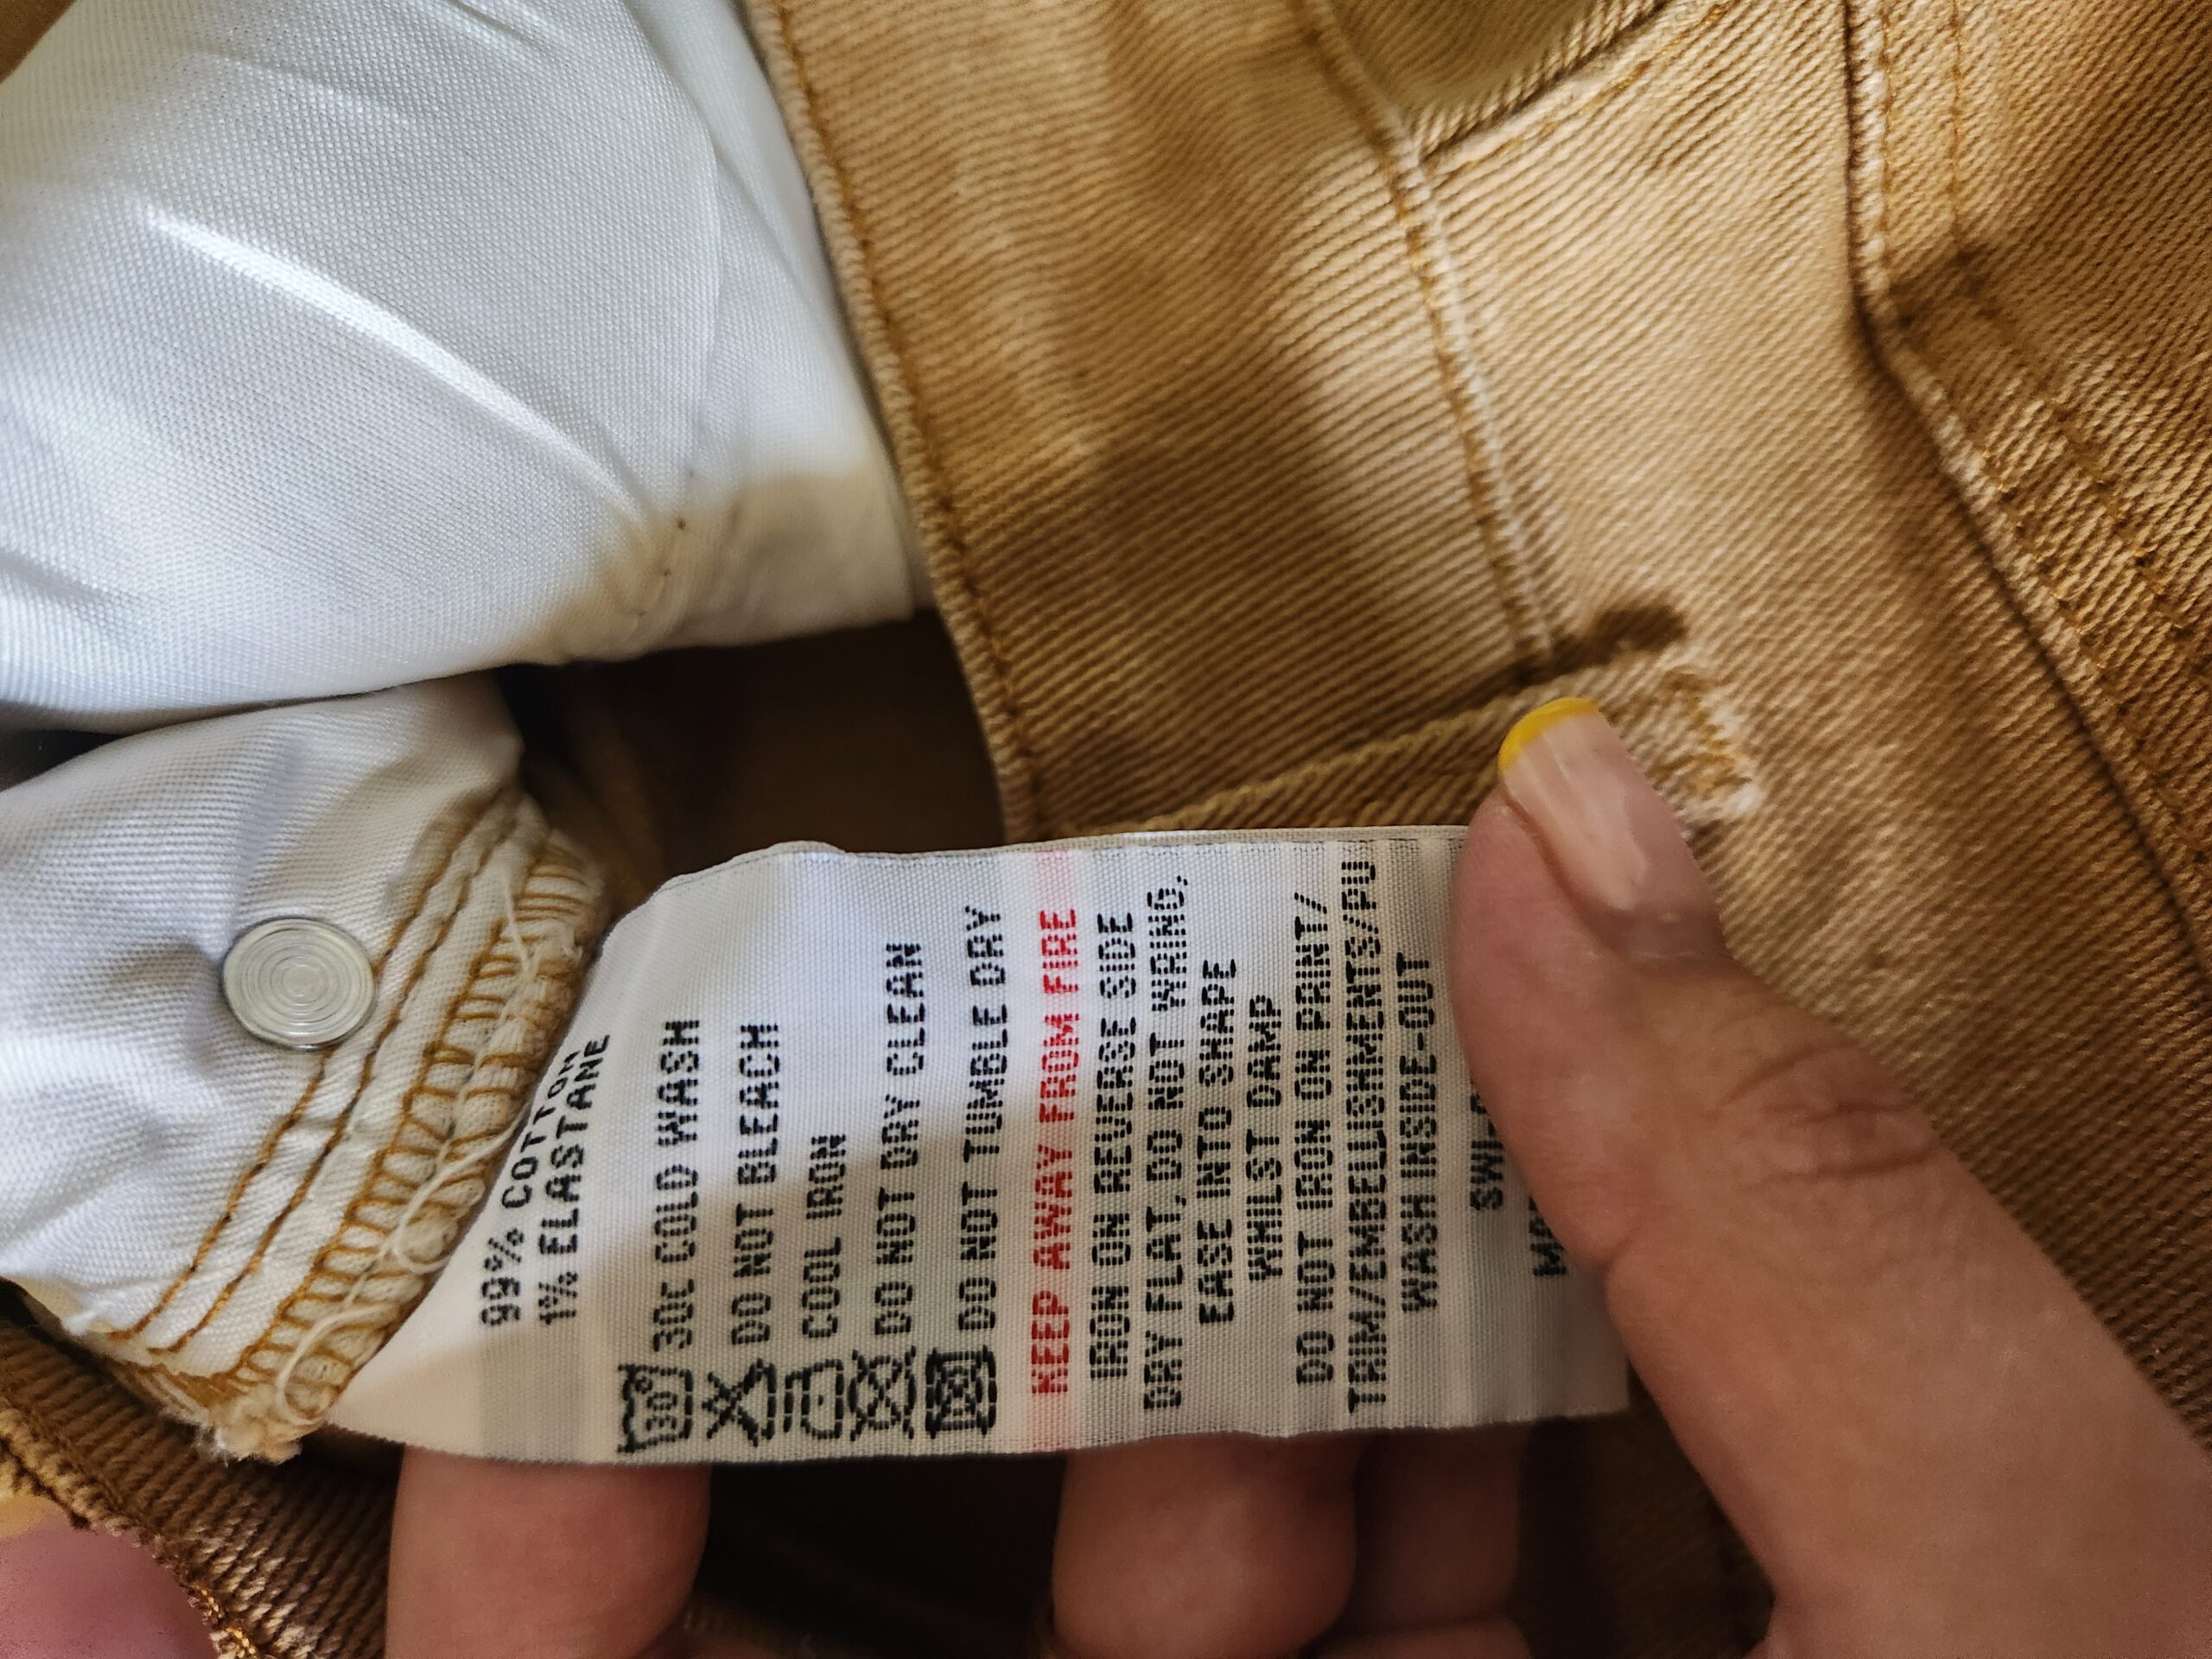 99% COTTON
1% ELASTANE
30 30C COLD WASH
DO NOT BLEACH
COOL IRON
DO NOT DRY CLEAN
DO NOT TUMBLE DRY
KEEP AWAY FROM FIRE
IRON ON REVERSE SIDE
DRY FLAT, DO NOT WRING,
EASE INTO SHAPE
WHILST DAMP
DO NOT IRON ON PRINT/
TRIM/EMBELLISHMENTS/PU
WASH INSIDE-OUT